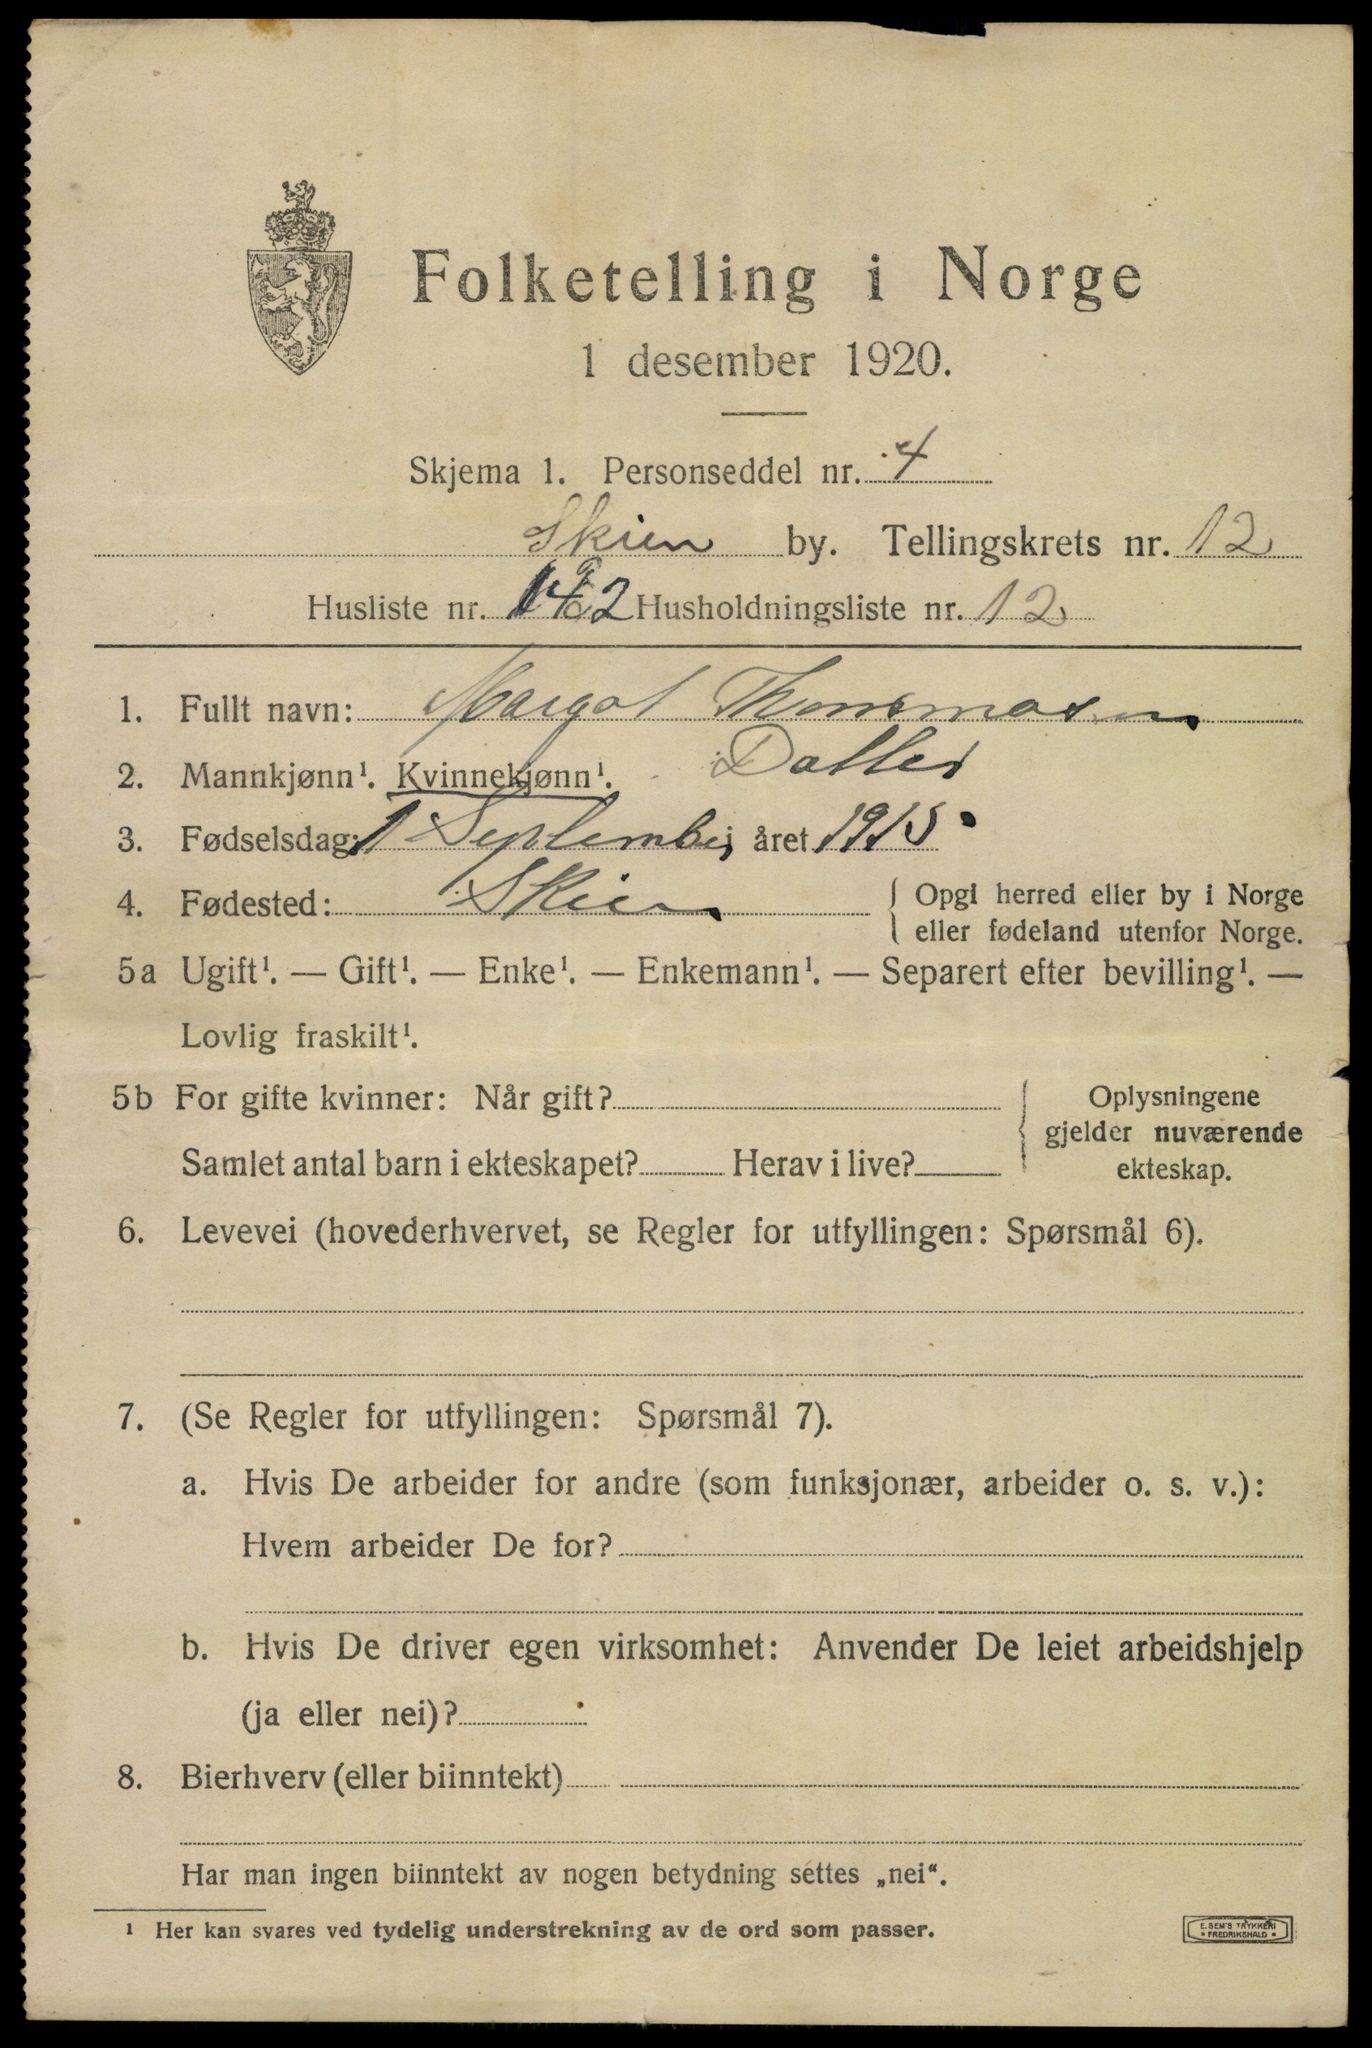 Folketelling i Norge
1 desember 1920.
Skjema 1. Personseddel nr. 4
Skien by. Tellingskrets nr. 12
Husliste nr. Husholdningsliste nr. 12
1. Fullt navn: Margot Thommasen
2. Mannkjønn¹. Kvinnekjønn¹. Datter
3. Fødselsdag: 1 September året 1915
4. Fødested: Skien { Opgi herred eller by i Norge
eller fødeland utenfor Norge.
5a Ugift¹. — Gift¹. — Enke¹. — Enkemann¹. — Separert efter bevilling¹. —
Lovlig fraskilt¹.
5b For gifte kvinner: Når gift? { Oplysningene
gjelder nuværende
Samlet antal barn i ekteskapet? Herav i live? ekteskap.
6. Levevei (hovederhvervet, se Regler for utfyllingen: Spørsmål 6).
7. (Se Regler for utfyllingen: Spørsmål 7).
a. Hvis De arbeider for andre (som funksjonær, arbeider o. s. v.):
Hvem arbeider De for?
b. Hvis De driver egen virksomhet: Anvender De leiet arbeidshjelp
(ja eller nei)?
8. Bierhverv (eller biinntekt)
Har man ingen biinntekt av nogen betydning settes „nei“.
¹ Her kan svares ved tydelig understrekning av de ord som passer.
E. SEM'S TRYKKERI
* FREDRIKSHALD *